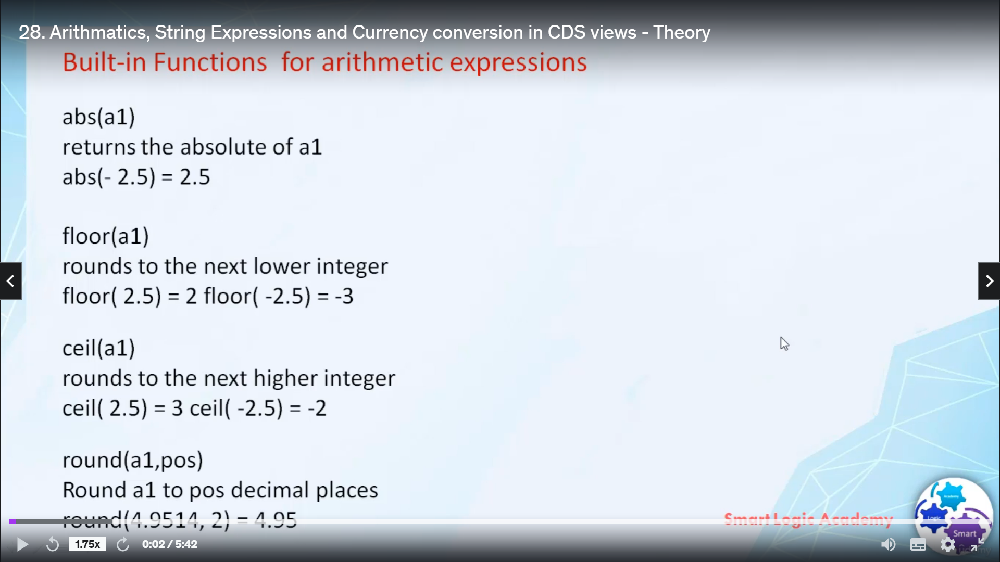 28. Arithmatics, String Expressions and Currency conversion in CDS views - Theory
Built-in Functions  for arithmetic expressions
abs(a1)
returns the absolute of a1
abs(- 2.5) = 2.5
floor(a1)
rounds to the next lower integer
floor( 2.5) = 2 floor( -2.5) = -3
ceil(a1)
rounds to the next higher integer
ceil( 2.5) = 3 ceil( -2.5) = -2
round(a1,pos)
Round a1 to pos decimal places
round(4.9514, 2) = 4.95
Smart Logic Academy
Academy
Logic
Smart
1.75x
0:02 / 5:42
ûdemy